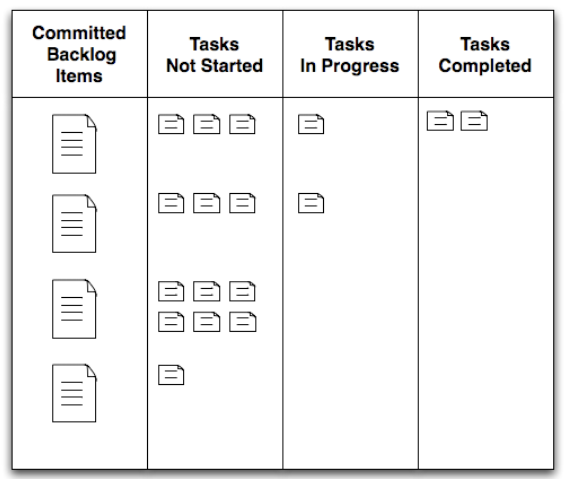 Committed
Backlog
Items
Tasks
Not Started
Tasks
In Progress
Tasks
Completed